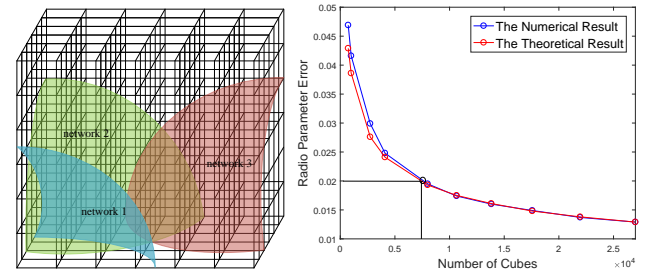 network 2
network 3
network 1
0.05
0.045
0.04
0.035
0.03
0.025
0.02
0.015
0.01
Radio Parameter Error
The Numerical Result
The Theoretical Result
0 0.5 1 1.5 2 2.5
×10⁴
Number of Cubes